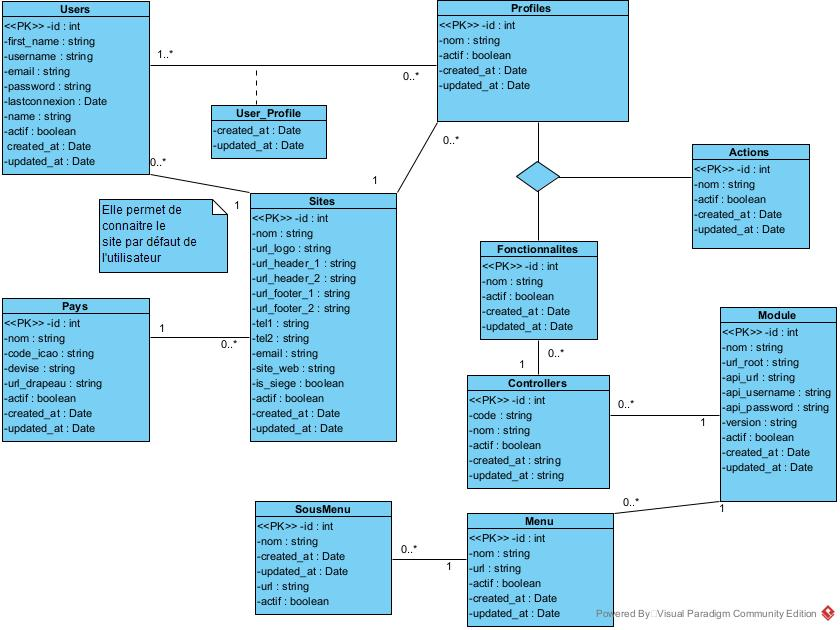 Users
<<PK>> -id : int
-first_name : string
-username : string
-email : string
-password : string
-lastconnexion : Date
-name : string
-actif : boolean
created_at : Date
-updated_at : Date
1..*
0..*
User_Profile
-created_at : Date
-updated_at : Date
Profiles
<<PK>> -id : int
-nom : string
-actif : boolean
-created_at : Date
-updated_at : Date
0..*
1
0..*
1
Elle permet de
connaitre le
site par défaut de
l'utilisateur
Sites
<<PK>> -id : int
-nom : string
-url_logo : string
-url_header_1 : string
-url_header_2 : string
-url_footer_1 : string
-url_footer_2 : string
-tel1 : string
-tel2 : string
-email : string
-site_web : string
-is_siege : boolean
-actif : boolean
-created_at : Date
-updated_at : Date
Actions
<<PK>> -id : int
-nom : string
-actif : boolean
-created_at : Date
-updated_at : Date
Fonctionnalites
<<PK>> -id : int
-nom : string
-actif : boolean
-created_at : Date
-updated_at : Date
0..*
1
Pays
<<PK>> -id : int
-nom : string
-code_icao : string
-devise : string
-url_drapeau : string
-actif : boolean
-created_at : Date
-updated_at : Date
1
0..*
Controllers
<<PK>> -id : int
-code : string
-nom : string
-actif : boolean
-created_at : string
-updated_at : string
0..*
1
Module
<<PK>> -id : int
-nom : string
-url_root : string
-api_url : string
-api_username : string
-api_password : string
-version : string
-actif : boolean
-created_at : Date
-updated_at : Date
0..*
1
SousMenu
<<PK>> -id : int
-nom : string
-created_at : Date
-updated_at : Date
-url : string
-actif : boolean
0..*
1
Menu
<<PK>> -id : int
-nom : string
-url : string
-actif : boolean
-created_at : Date
-updated_at : Date
Powered By Visual Paradigm Community Edition